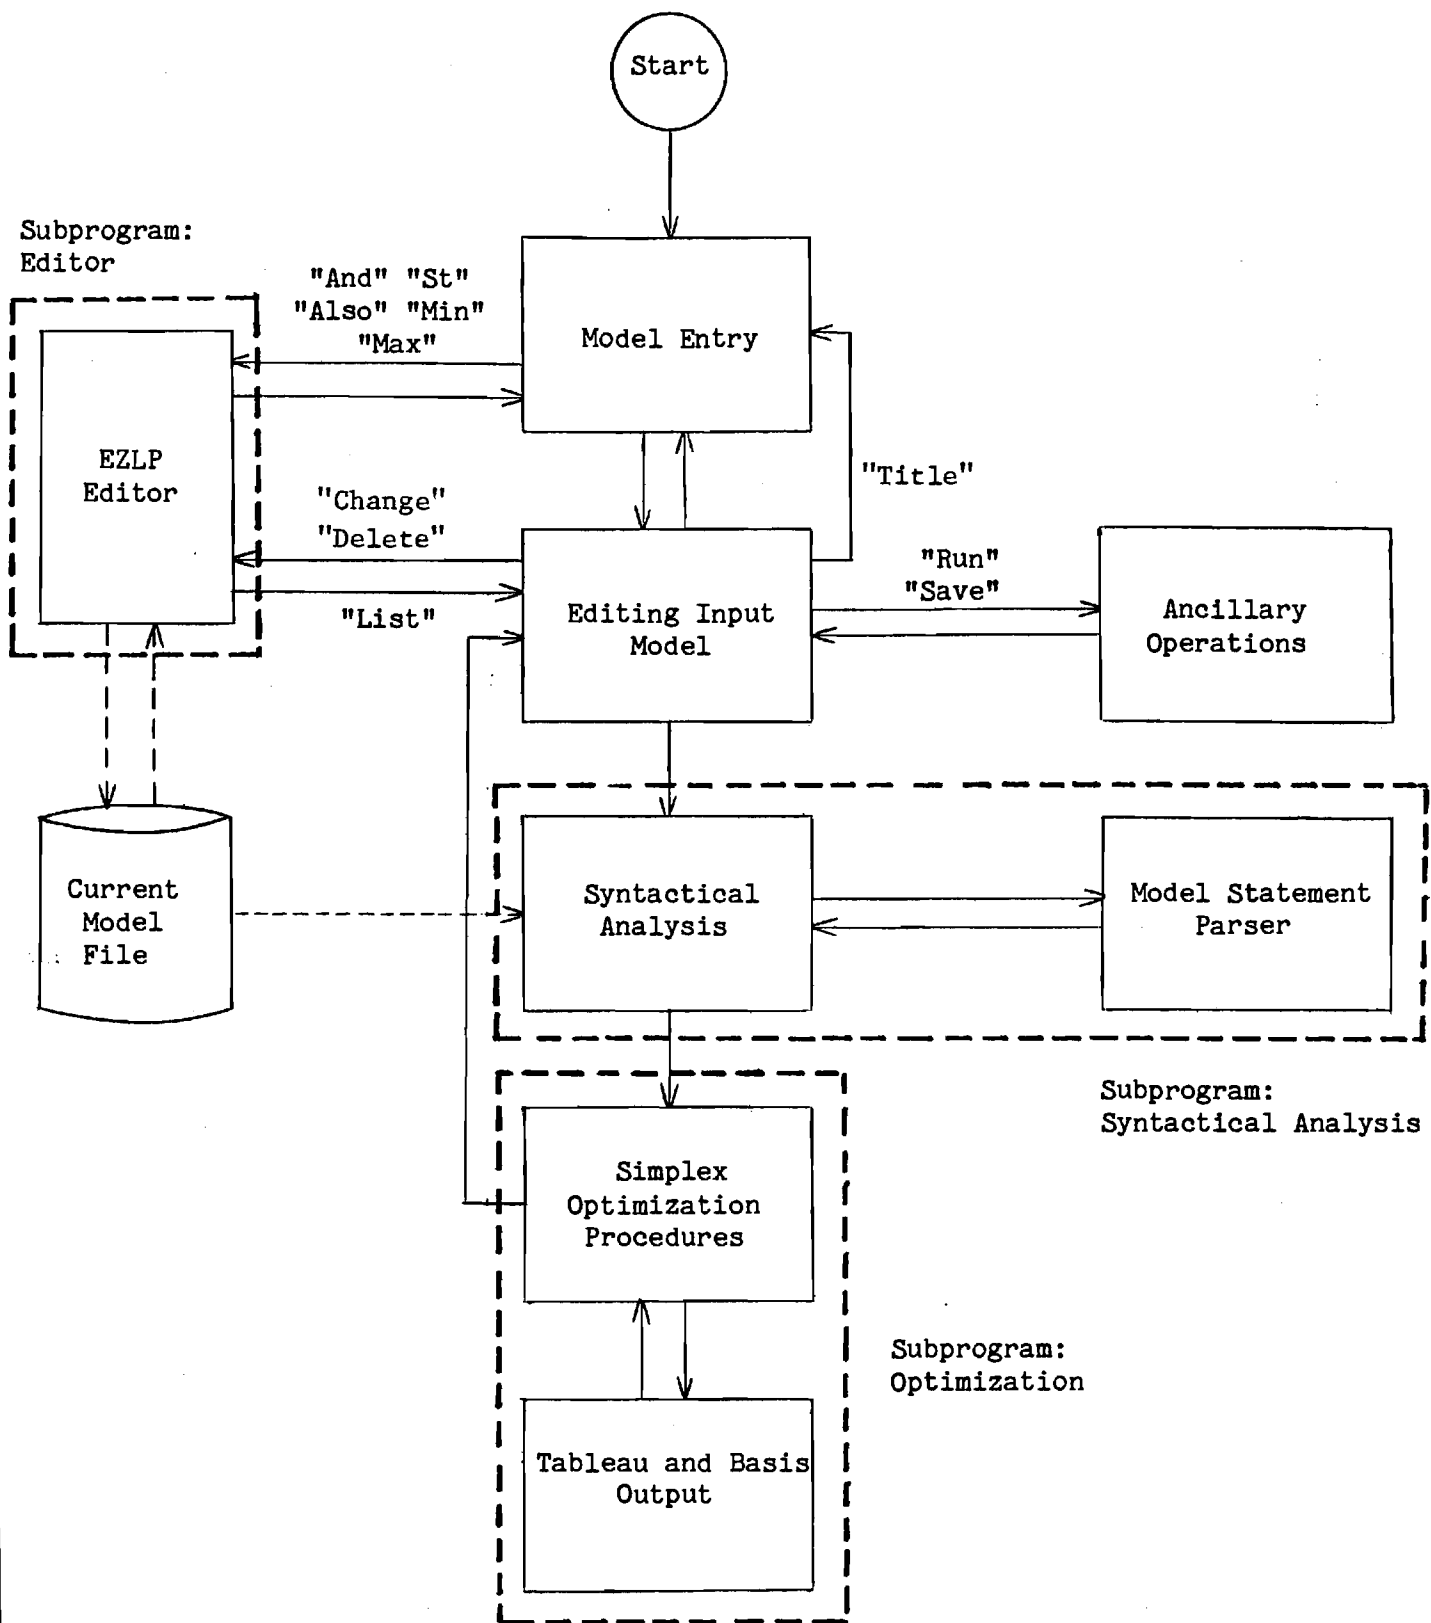 Start
Subprogram:
Editor
"And" "St"
"Also" "Min"
"Max"
Model Entry
EZLP
Editor
"Title"
"Change"
"Delete"
"List"
Editing Input
Model
"Run"
"Save"
Ancillary
Operations
Current
Model
File
Syntactical
Analysis
Model Statement
Parser
Subprogram:
Syntactical Analysis
Simplex
Optimization
Procedures
Subprogram:
Optimization
Tableau and Basis
Output